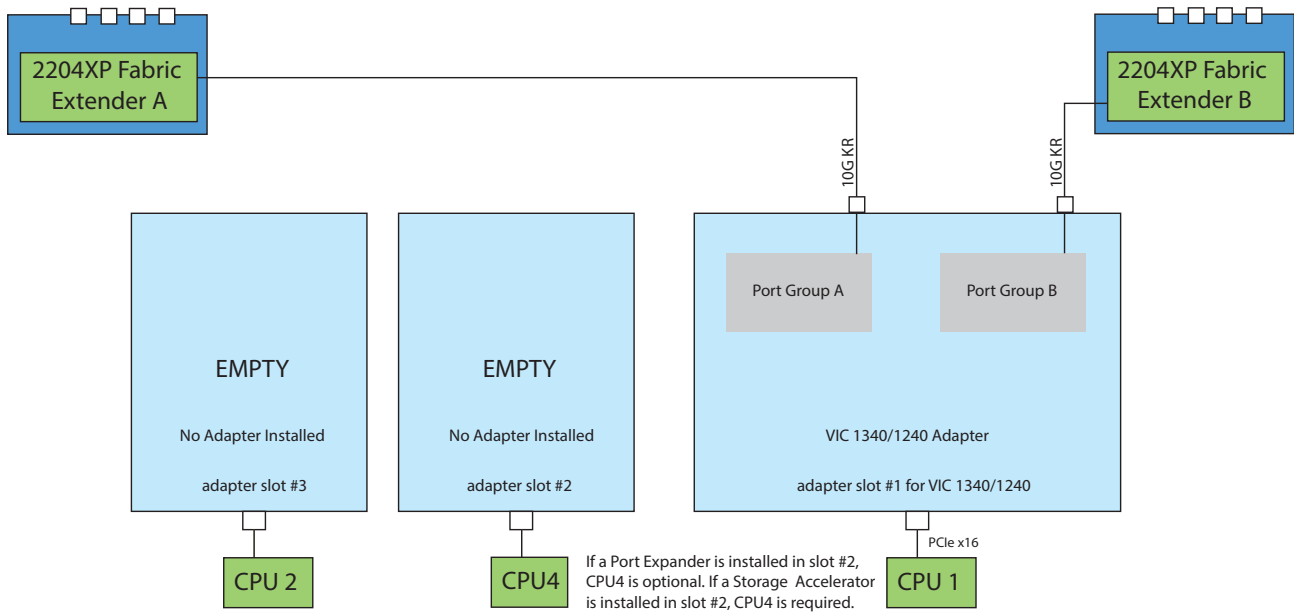 2204XP Fabric
Extender A
2204XP Fabric
Extender B
10G KR
10G KR
Port Group A
Port Group B
EMPTY
EMPTY
No Adapter Installed
No Adapter Installed
VIC 1340/1240 Adapter
adapter slot #3
adapter slot #2
adapter slot #1 for VIC 1340/1240
PCIe x16
CPU 2
CPU4
If a Port Expander is installed in slot #2,
CPU4 is optional. If a Storage Accelerator
is installed in slot #2, CPU4 is required.
CPU 1